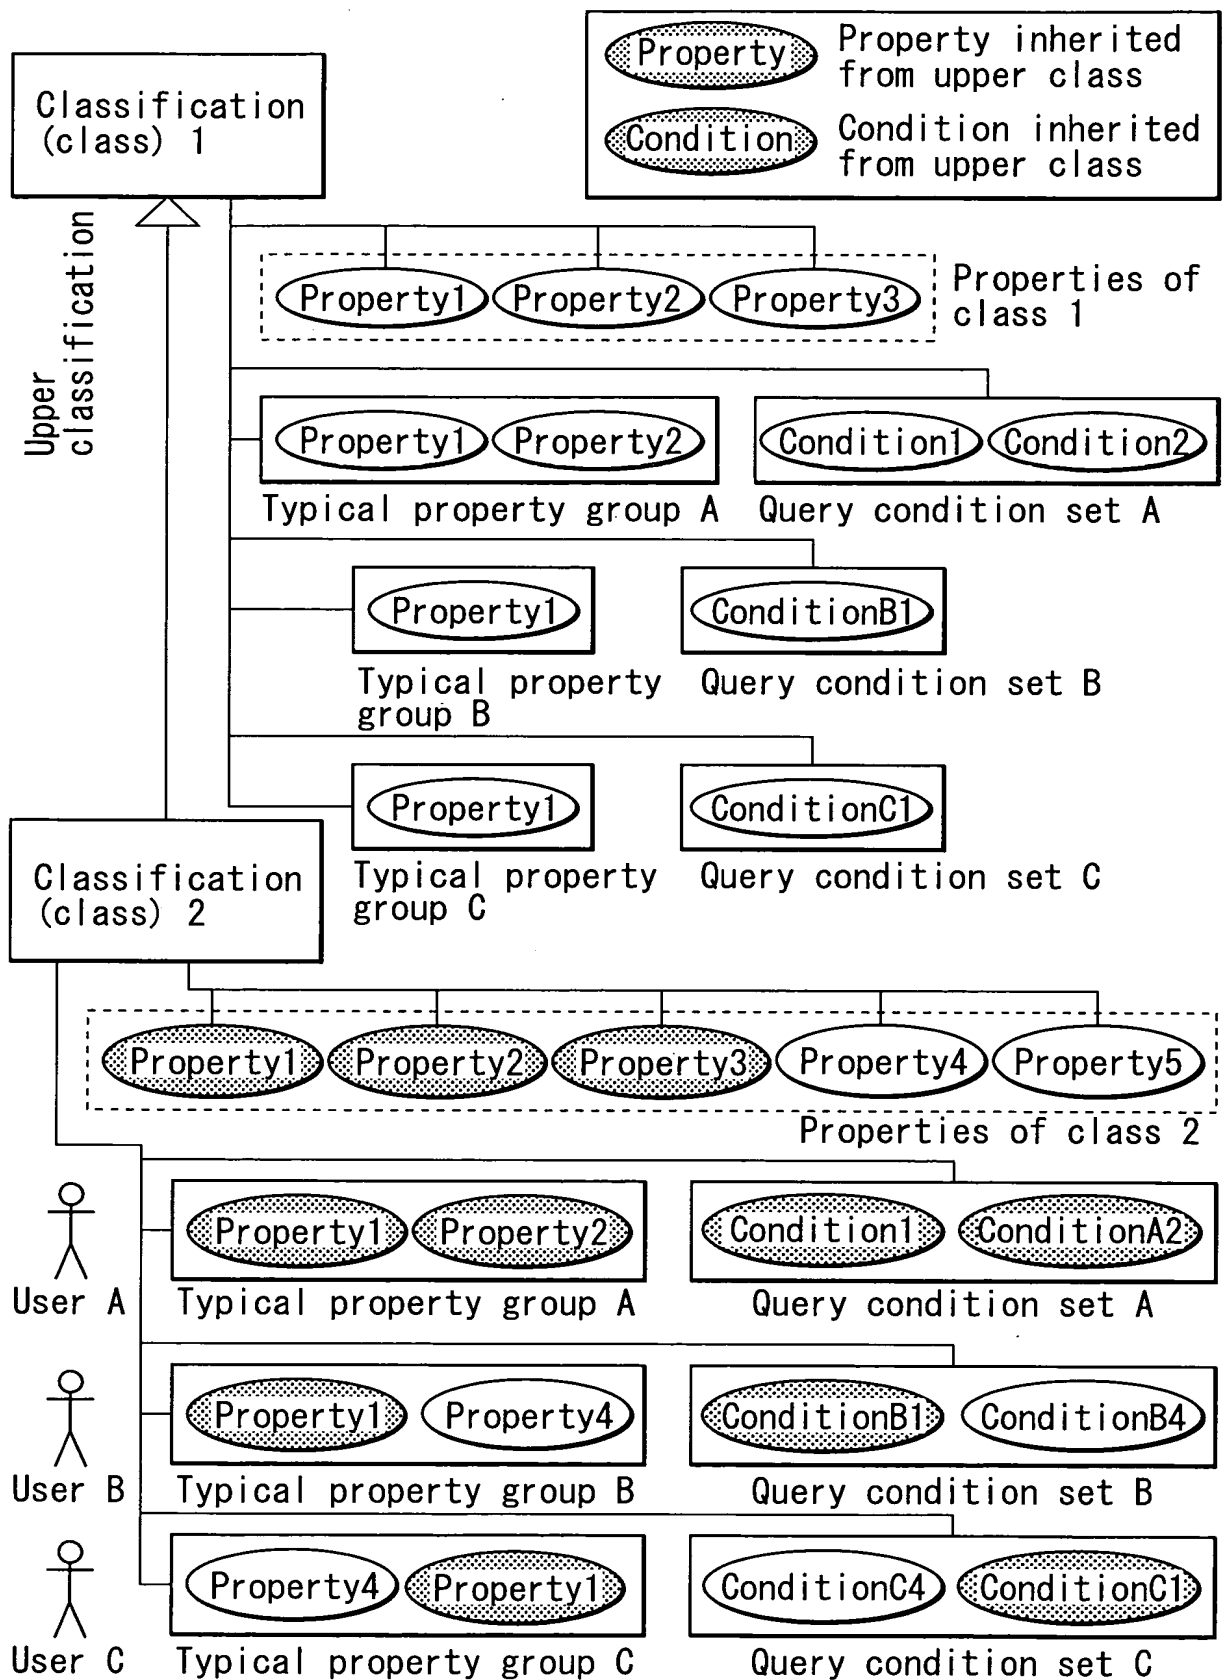 Property
Property inherited
from upper class
Condition
Condition inherited
from upper class
Classification
(class) 1
Upper
classification
Property1 Property2 Property3
Properties of
class 1
Property1 Property2
Condition1 Condition2
Typical property group A
Query condition set A
Property1
ConditionB1
Typical property
group B
Query condition set B
Property1
ConditionC1
Typical property
group C
Query condition set C
Classification
(class) 2
Property1 Property2 Property3 Property4 Property5
Properties of class 2
Property1 Property2
Condition1 ConditionA2
User A
Typical property group A
Query condition set A
Property1 Property4
ConditionB1 ConditionB4
User B
Typical property group B
Query condition set B
Property4 Property1
ConditionC4 ConditionC1
User C
Typical property group C
Query condition set C